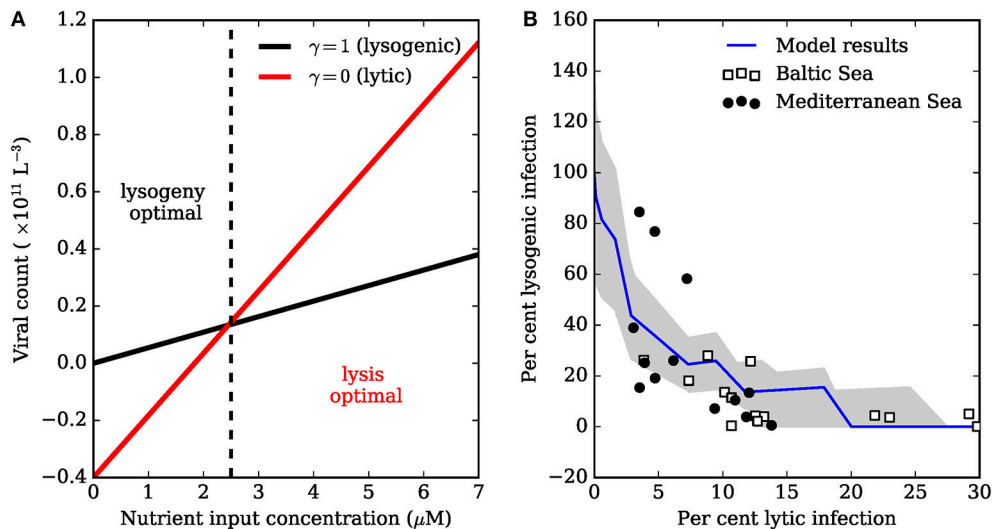 A
1.2
1.0
0.8
0.6
0.4
0.2
0.0
−0.2
−0.4
Viral count ( ×10¹¹ L⁻³)
γ=1 (lysogenic)
γ=0 (lytic)
lysogeny
optimal
lysis
optimal
0 1 2 3 4 5 6 7
Nutrient input concentration (μM)
B
160
140
120
100
80
60
40
20
0
−20
Per cent lysogenic infection
Model results
Baltic Sea
Mediterranean Sea
0 5 10 15 20 25 30
Per cent lytic infection